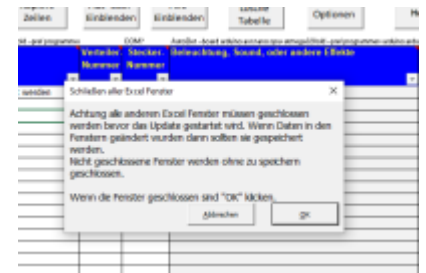 Zeilen
Einblenden
Einblenden
Löschen
Tabelle
Optionen
COM?
Verteiler- Stecker- Beleuchtung, Sound, oder andere Effekte
Nummer Nummer
werden
Schließen aller Excel Fenster
Achtung alle anderen Excel Fenster müssen geschlossen
werden bevor das Update gestartet wird. Wenn Daten in den
Fenstern geändert wurden dann sollten sie gespeichert
werden.
Nicht geschlossene Fenster werden ohne zu speichern
geschlossen.
Wenn die Fenster geschlossen sind "OK" klicken.
Abbrechen
OK